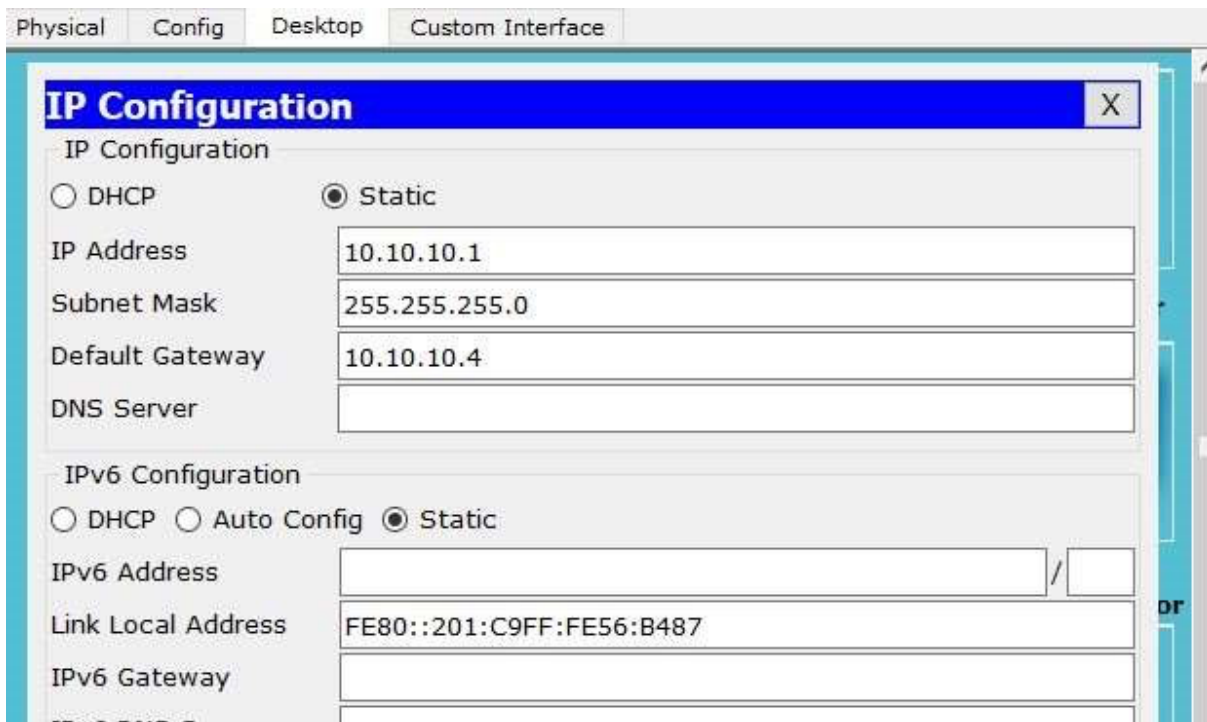 Physical Config Desktop Custom Interface
IP Configuration X
IP Configuration
DHCP Static
IP Address 10.10.10.1
Subnet Mask 255.255.255.0
Default Gateway 10.10.10.4
DNS Server
IPv6 Configuration
DHCP Auto Config Static
IPv6 Address /
or
Link Local Address FE80::201:C9FF:FE56:B487
IPv6 Gateway